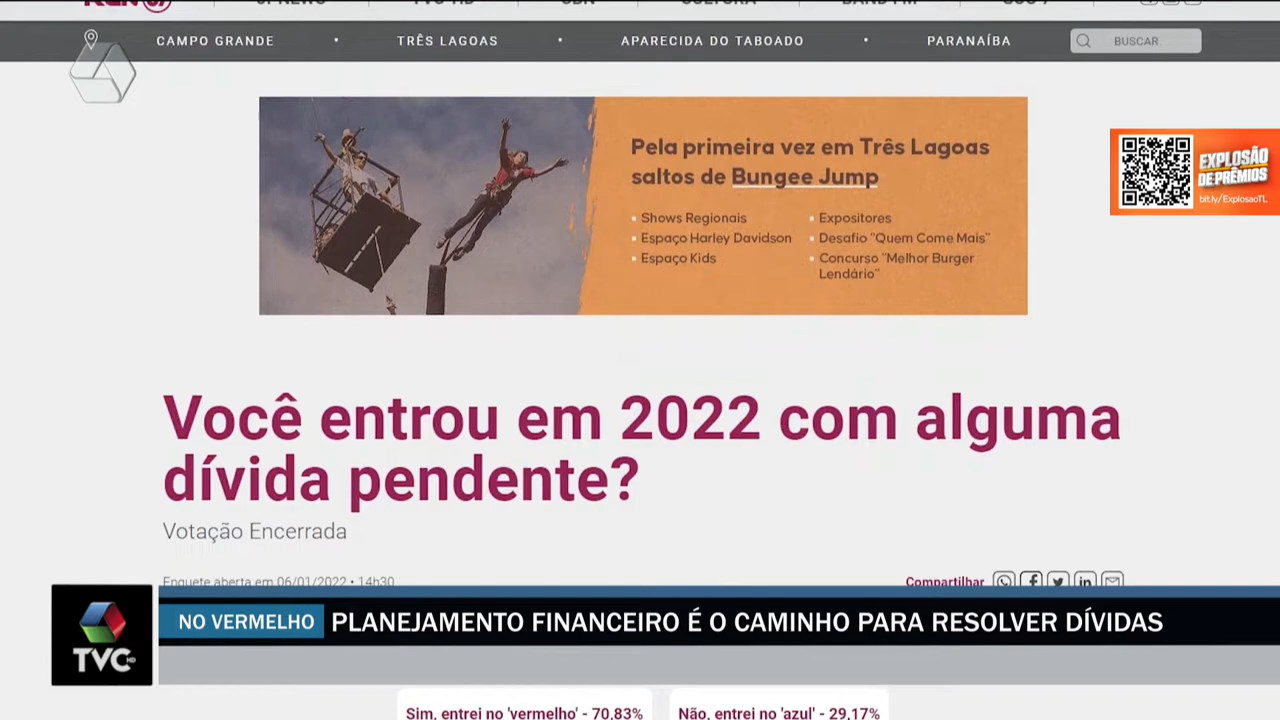 CAMPO GRANDE • TRÊS LAGOAS • APARECIDA DO TABOADO • PARANAÍBA BUSCAR
Pela primeira vez em Três Lagoas
saltos de Bungee Jump
Shows Regionais
Espaço Harley Davidson
Espaço Kids
Expositores
Desafio "Quem Come Mais"
Concurso "Melhor Burger
Lendário"
EXPLOSÃO
DE PRÊMIOS
bit.ly/ExplosaoTL
Você entrou em 2022 com alguma
dívida pendente?
Votação Encerrada
Enquete aberta em 06/01/2022 • 14h30
Compartilhar
NO VERMELHO PLANEJAMENTO FINANCEIRO É O CAMINHO PARA RESOLVER DÍVIDAS
TVC HD
Sim, entrei no 'vermelho' - 70,83%
Não, entrei no 'azul' - 29,17%